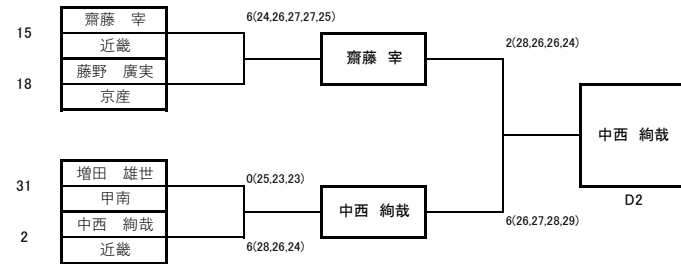 齋藤　宰
6(24,26,27,27,25)
15
近畿
2(28,26,26,24)
齋藤　宰
藤野　廣実
18
京産
中西　絢哉
増田　雄世
31
0(25,23,23)
甲南
D2
中西　絢哉
中西　絢哉
6(26,27,28,29)
2
6(28,26,24)
近畿